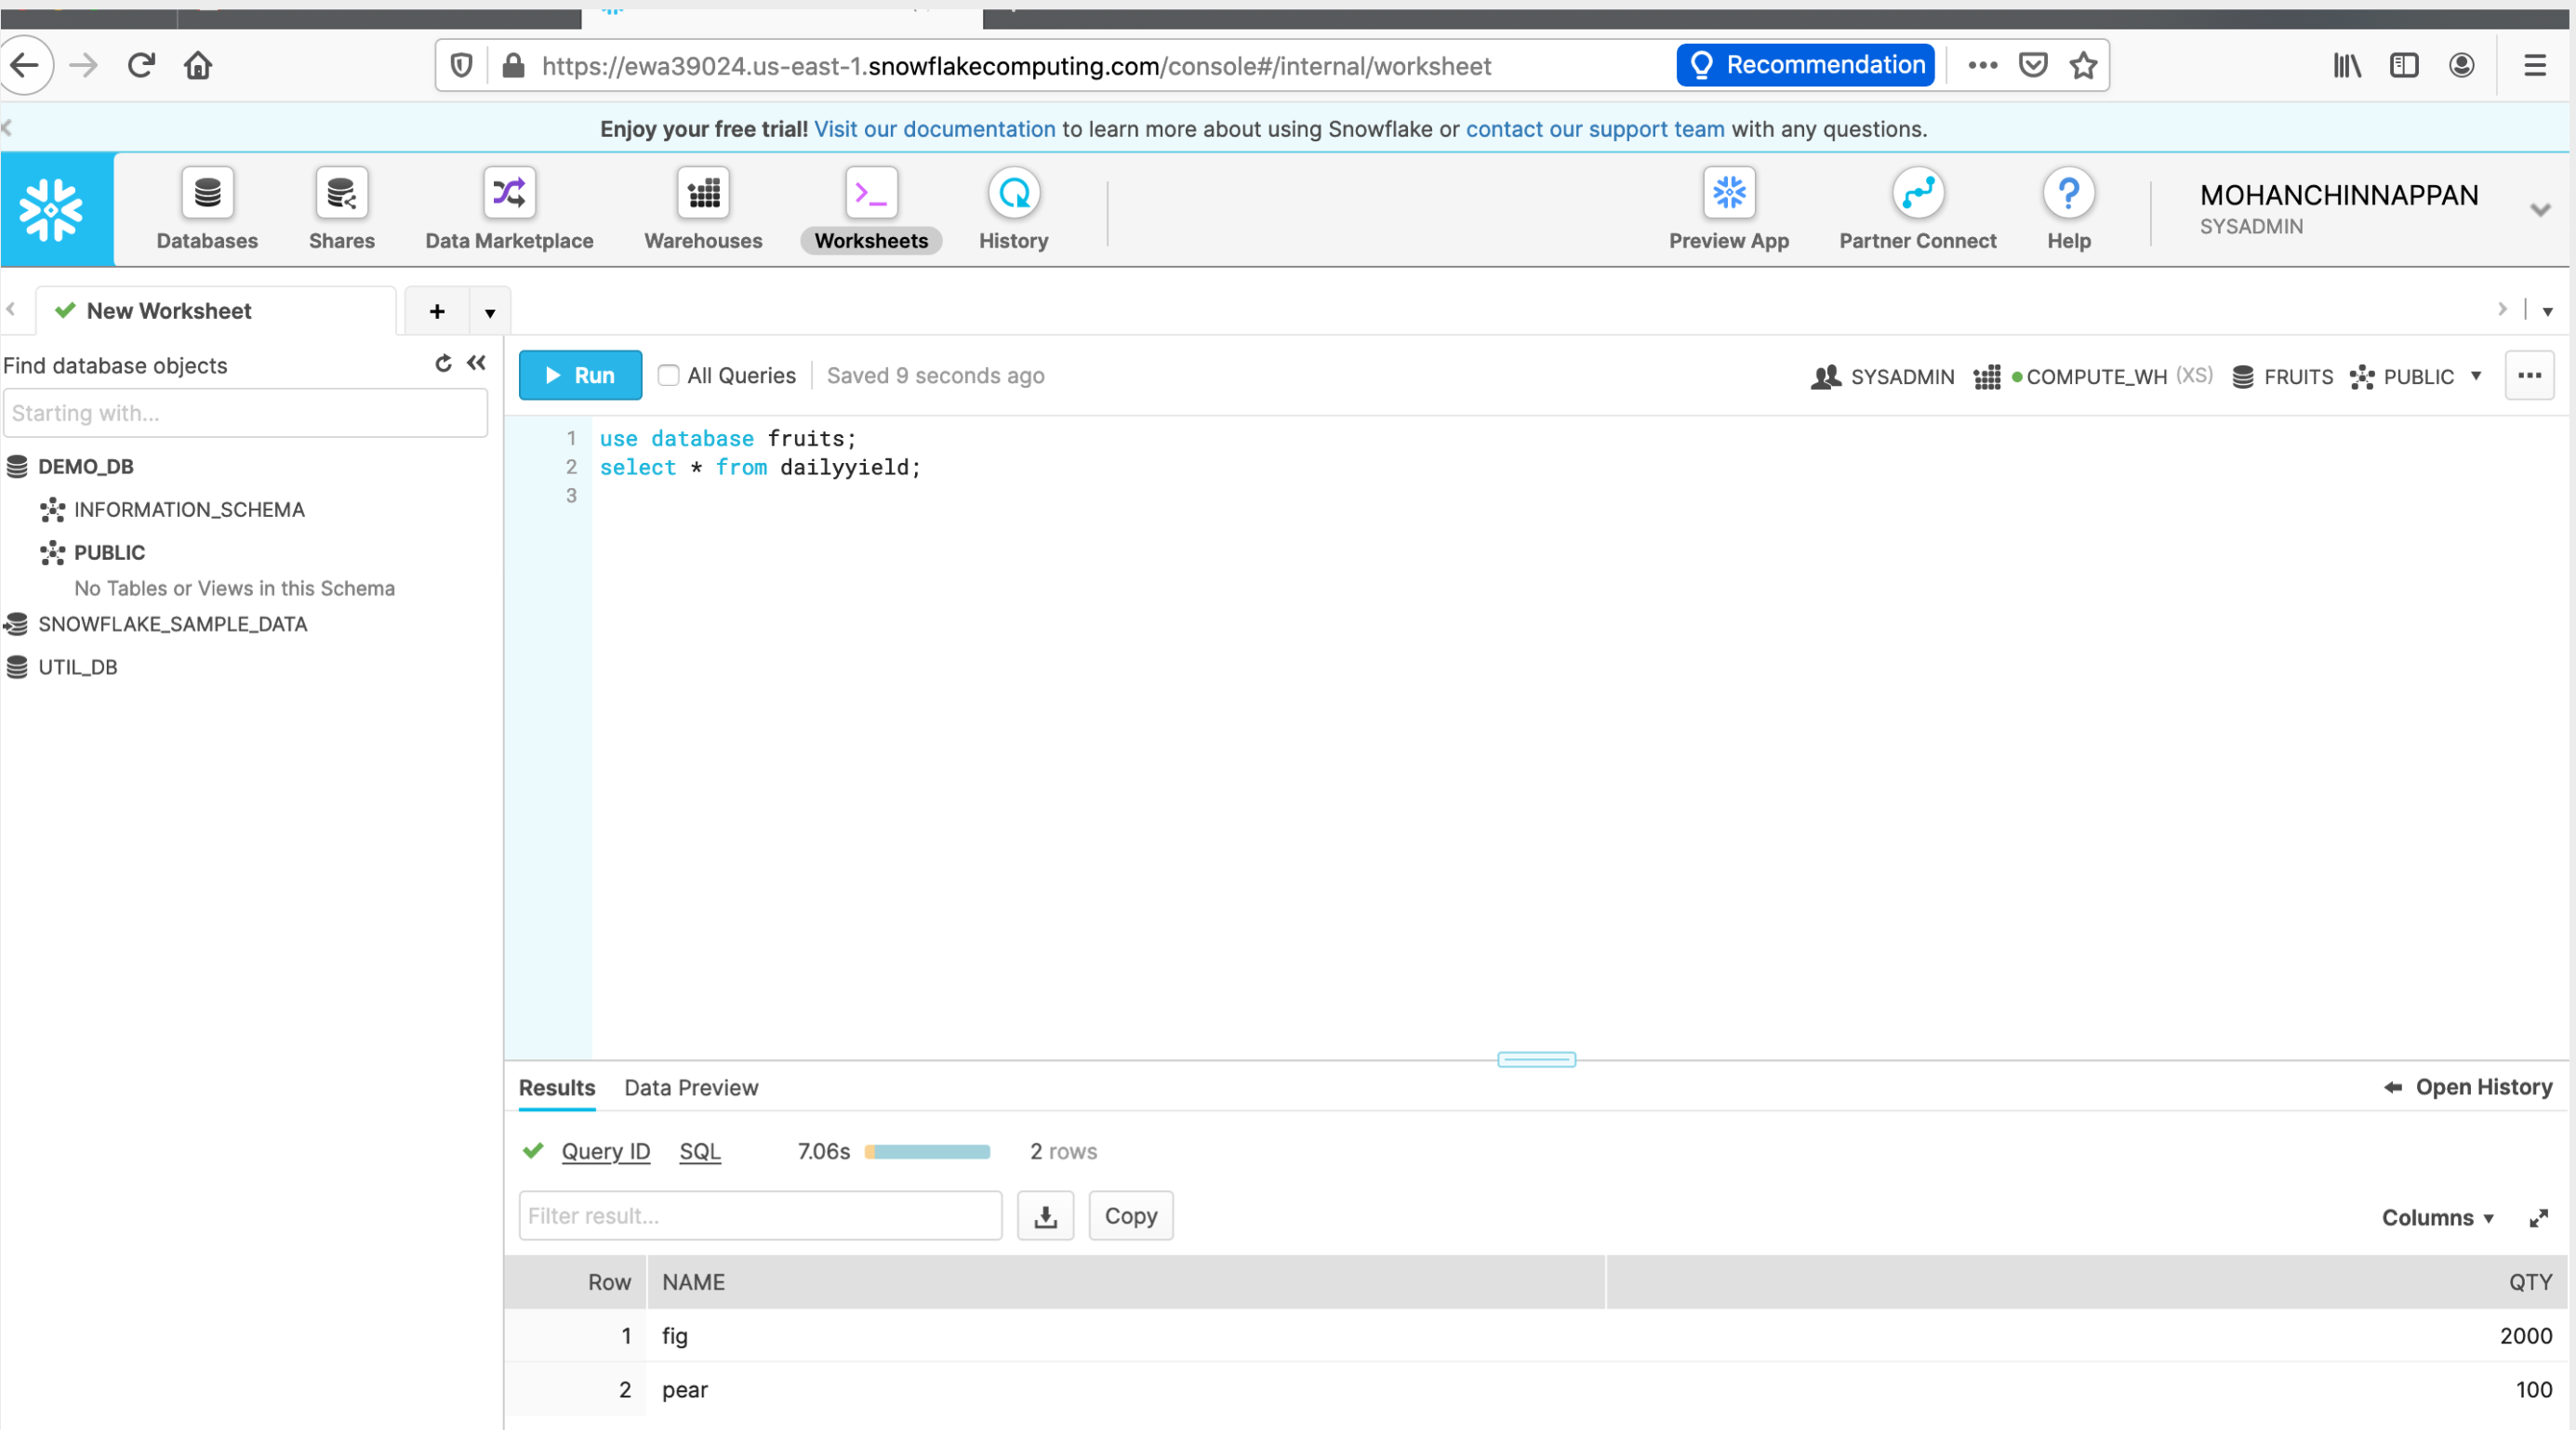 https://ewa39024.us-east-1.snowflakecomputing.com/console#/internal/worksheet
Recommendation
Enjoy your free trial! Visit our documentation to learn more about using Snowflake or contact our support team with any questions.
Databases
Shares
Data Marketplace
Warehouses
Worksheets
History
Preview App
Partner Connect
Help
MOHANCHINNAPPAN
SYSADMIN
New Worksheet
Find database objects
Starting with...
DEMO_DB
INFORMATION_SCHEMA
PUBLIC
No Tables or Views in this Schema
SNOWFLAKE_SAMPLE_DATA
UTIL_DB
Run
All Queries
Saved 9 seconds ago
SYSADMIN
COMPUTE_WH (XS)
FRUITS
PUBLIC
1 use database fruits;
2 select * from dailyyield;
3
Results
Data Preview
Open History
Query ID SQL 7.06s 2 rows
Filter result...
Copy
Columns
Row NAME QTY
1 fig 2000
2 pear 100